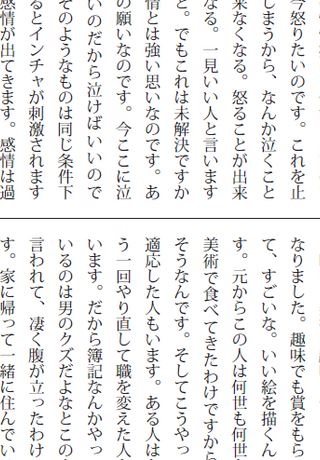 今怒りたいのです。これを止
しまうから、なんか泣くこと
来なくなる。怒ることが出来
なる。一見いい人と言います
と。でもこれは未解決ですか
情とは強い思いなのです。あ
の願いなのです。今ここに泣
いのだから泣けばいいので
そのようなものは同じ条件下
るとインチャが刺激されます
感情が出てきます。感情は過
なりました。趣味でも賞をもら
て、すごいな。いい絵を描くん
す。元からこの人は何世も何世
美術で食べてきたわけですから
そうなんです。そしてこうやっ
適応した人もいます。ある人は
う一回やり直して職を変えた人
います。だから簿記なんかやっ
いるのは男のクズだよなとこの
言われて、凄く腹が立ったわけ
す。家に帰って一緒に住んでい